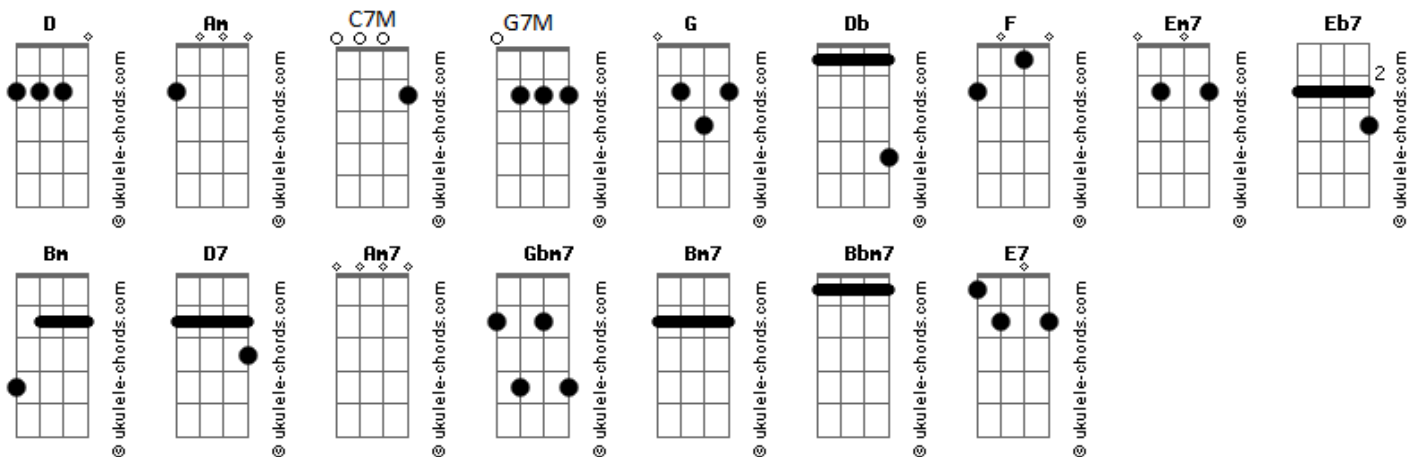 D Am C7M G7M G Db F Em7 Eb7
2
© ukulele-chords.com © ukulele-chords.com © ukulele-chords.com © ukulele-chords.com © ukulele-chords.com © ukulele-chords.com © ukulele-chords.com © ukulele-chords.com © ukulele-chords.com
Bm D7 Am7 Gbm7 Bm7 Bbm7 E7
© ukulele-chords.com © ukulele-chords.com © ukulele-chords.com © ukulele-chords.com © ukulele-chords.com © ukulele-chords.com © ukulele-chords.com